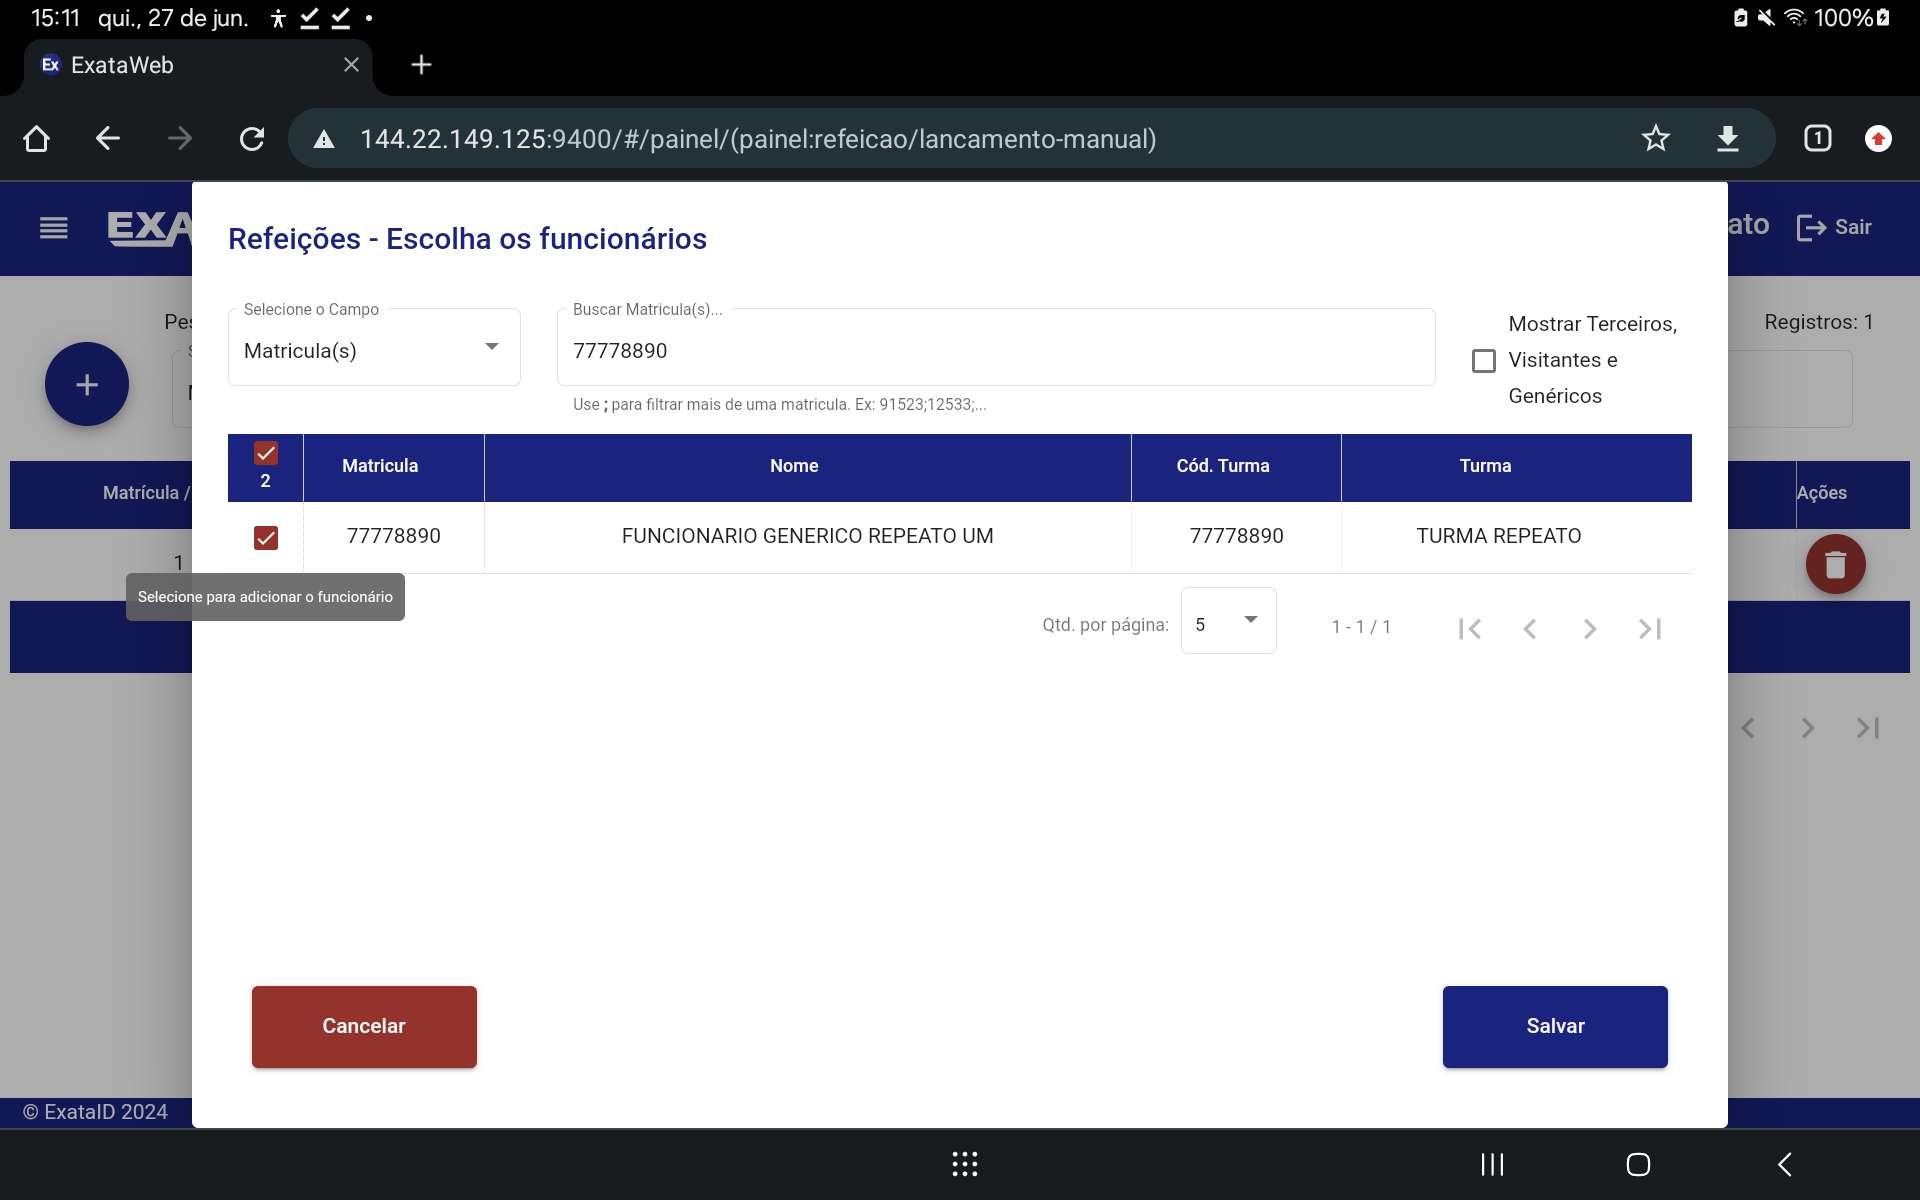 15:11 qui., 27 de jun. 100%
Ex ExataWeb
144.22.149.125:9400/#/painel/(painel:refeicao/lancamento-manual) 1
EXA ato Sair
Refeições - Escolha os funcionários
Selecione o Campo
Matricula(s)
Buscar Matricula(s)...
77778890
Use ; para filtrar mais de uma matricula. Ex: 91523;12533;...
Mostrar Terceiros,
Visitantes e
Genéricos
Registros: 1
2 Matricula Nome Cód. Turma Turma
77778890 FUNCIONARIO GENERICO REPEATO UM 77778890 TURMA REPEATO
Matrícula / Ações
1
Selecione para adicionar o funcionário
Qtd. por página: 5 1 - 1 / 1
Cancelar Salvar
© ExataID 2024